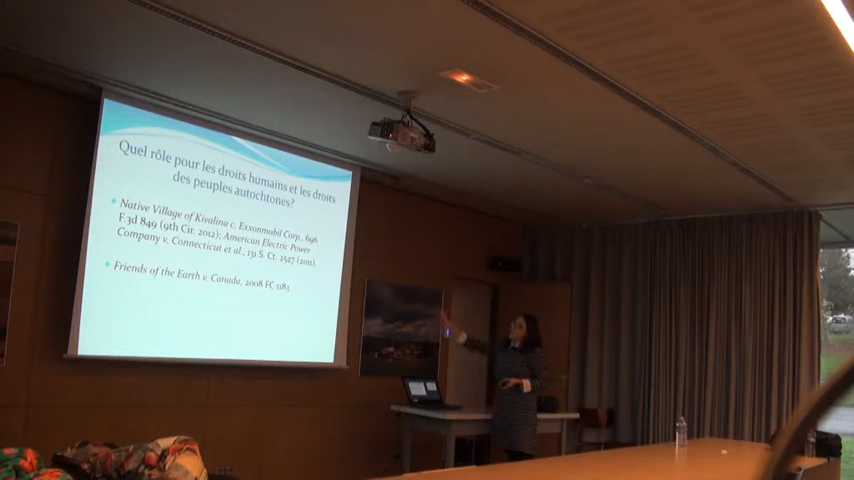 Quel rôle pour les droits humains et les droits
des peuples autochtones?
Native Village of Kivalina c. Exxonmobil Corp., 696
F.3d 849 (9th Cir. 2012); American Electric Power
Company v. Connecticut et al., 131 S. Ct. 2527 (2011).
Friends of the Earth v. Canada, 2008 FC 1183